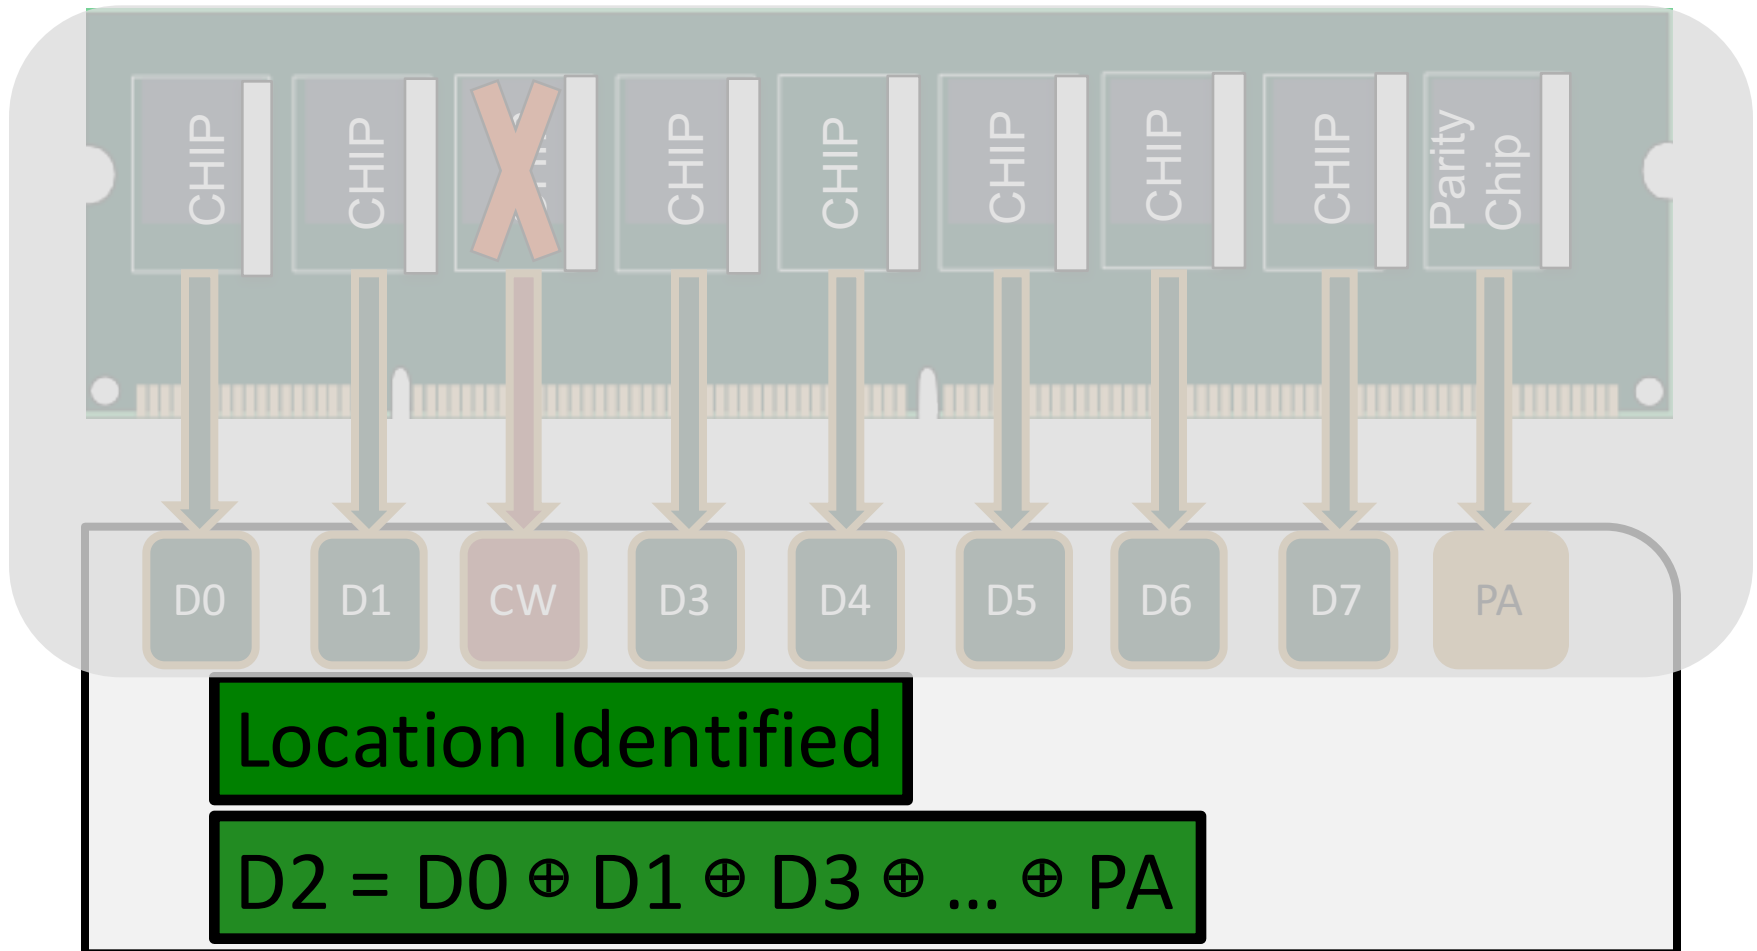 CHIP CHIP CHIP CHIP CHIP CHIP CHIP Parity
Chip
D0 D1 CW D3 D4 D5 D6 D7 PA
Location Identified
D2 = D0 ⊕ D1 ⊕ D3 ⊕ ... ⊕ PA